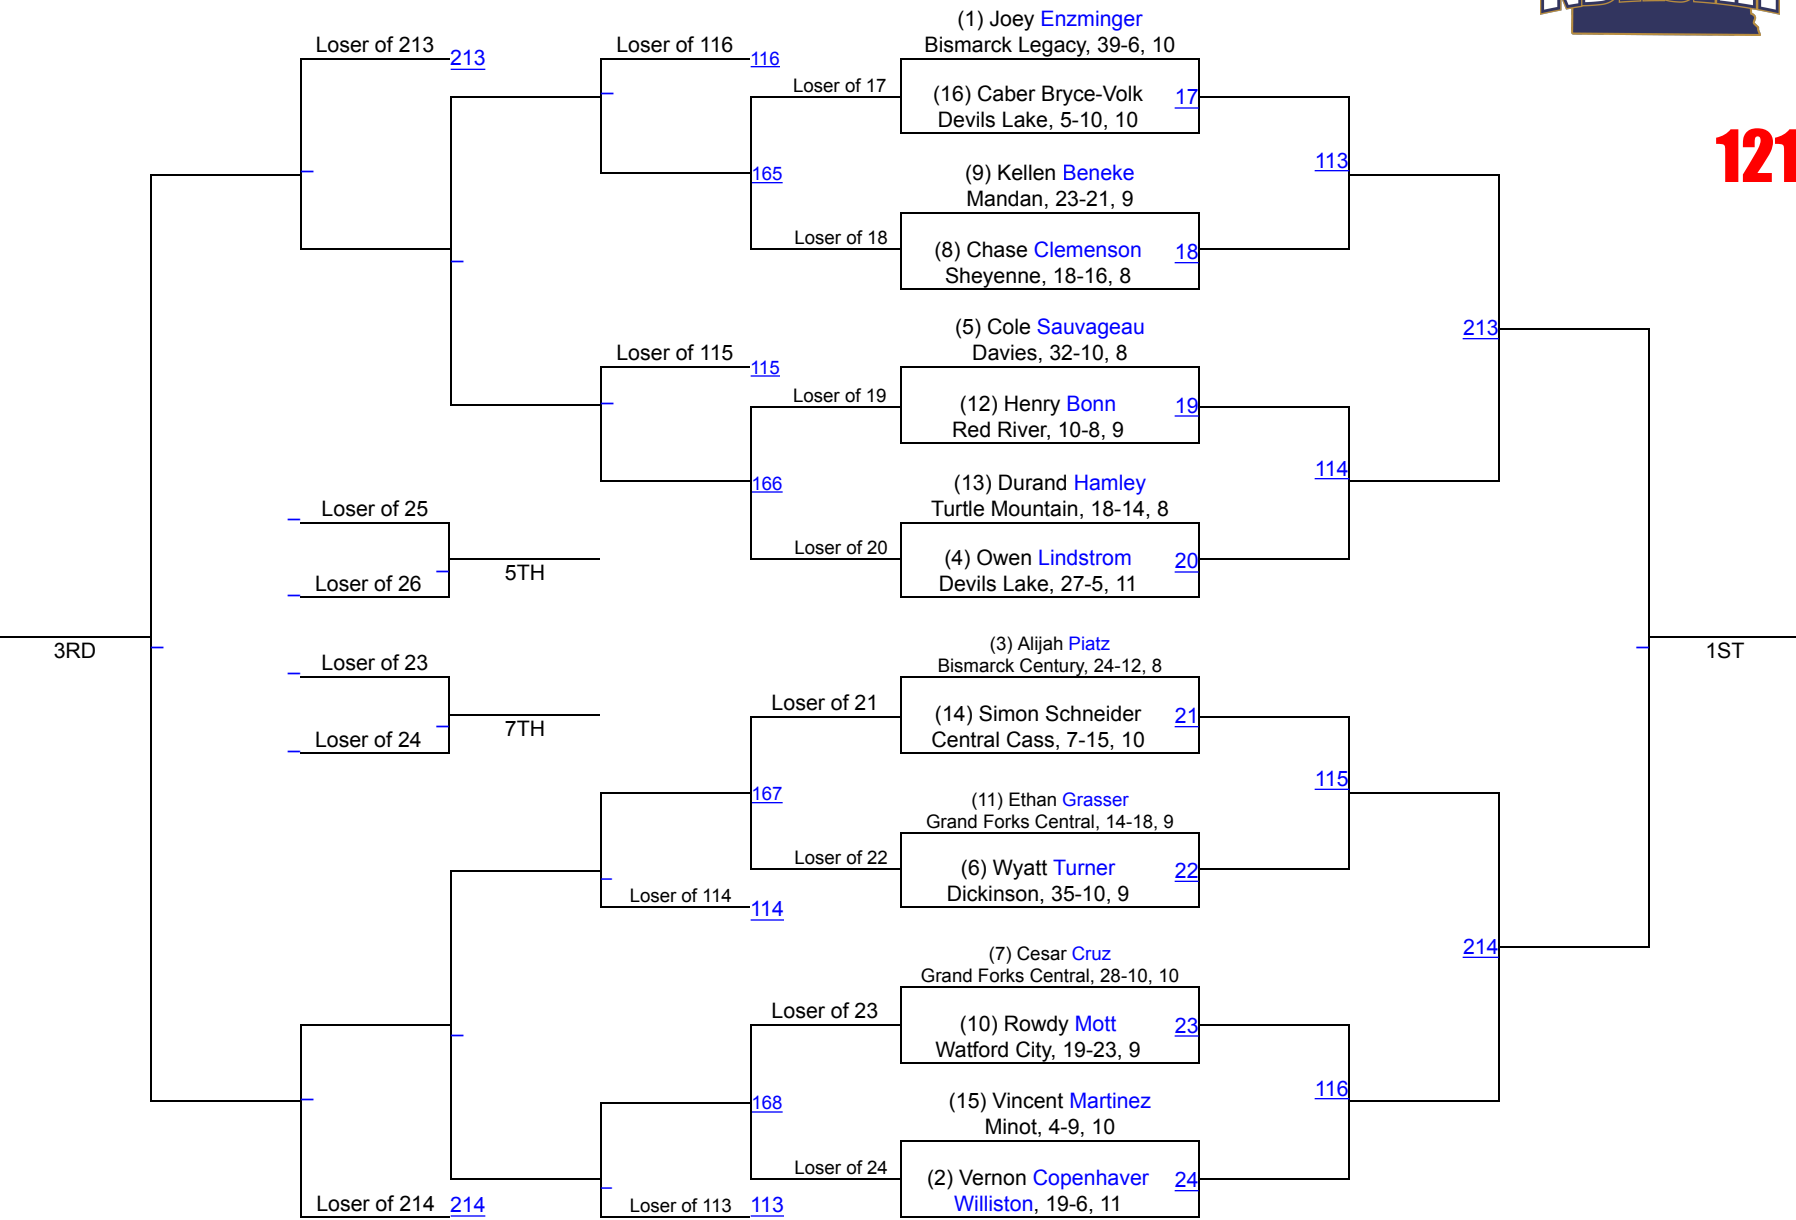 (1) Joey Enzminger
Bismarck Legacy, 39-6, 10
Loser of 213
213
Loser of 116
116
Loser of 17
(16) Caber Bryce-Volk
Devils Lake, 5-10, 10
17
121
113
165
(9) Kellen Beneke
Mandan, 23-21, 9
Loser of 18
(8) Chase Clemenson
Sheyenne, 18-16, 8
18
(5) Cole Sauvageau
Davies, 32-10, 8
213
Loser of 115
115
Loser of 19
(12) Henry Bonn
Red River, 10-8, 9
19
114
166
(13) Durand Hamley
Turtle Mountain, 18-14, 8
Loser of 25
Loser of 20
(4) Owen Lindstrom
Devils Lake, 27-5, 11
20
5TH
Loser of 26
3RD
1ST
(3) Alijah Piatz
Bismarck Century, 24-12, 8
Loser of 23
Loser of 21
(14) Simon Schneider
Central Cass, 7-15, 10
21
7TH
Loser of 24
115
167
(11) Ethan Grasser
Grand Forks Central, 14-18, 9
Loser of 22
(6) Wyatt Turner
Dickinson, 35-10, 9
22
Loser of 114
114
214
(7) Cesar Cruz
Grand Forks Central, 28-10, 10
Loser of 23
(10) Rowdy Mott
Watford City, 19-23, 9
23
116
168
(15) Vincent Martinez
Minot, 4-9, 10
Loser of 24
(2) Vernon Copenhaver
Williston, 19-6, 11
24
Loser of 214
214
Loser of 113
113